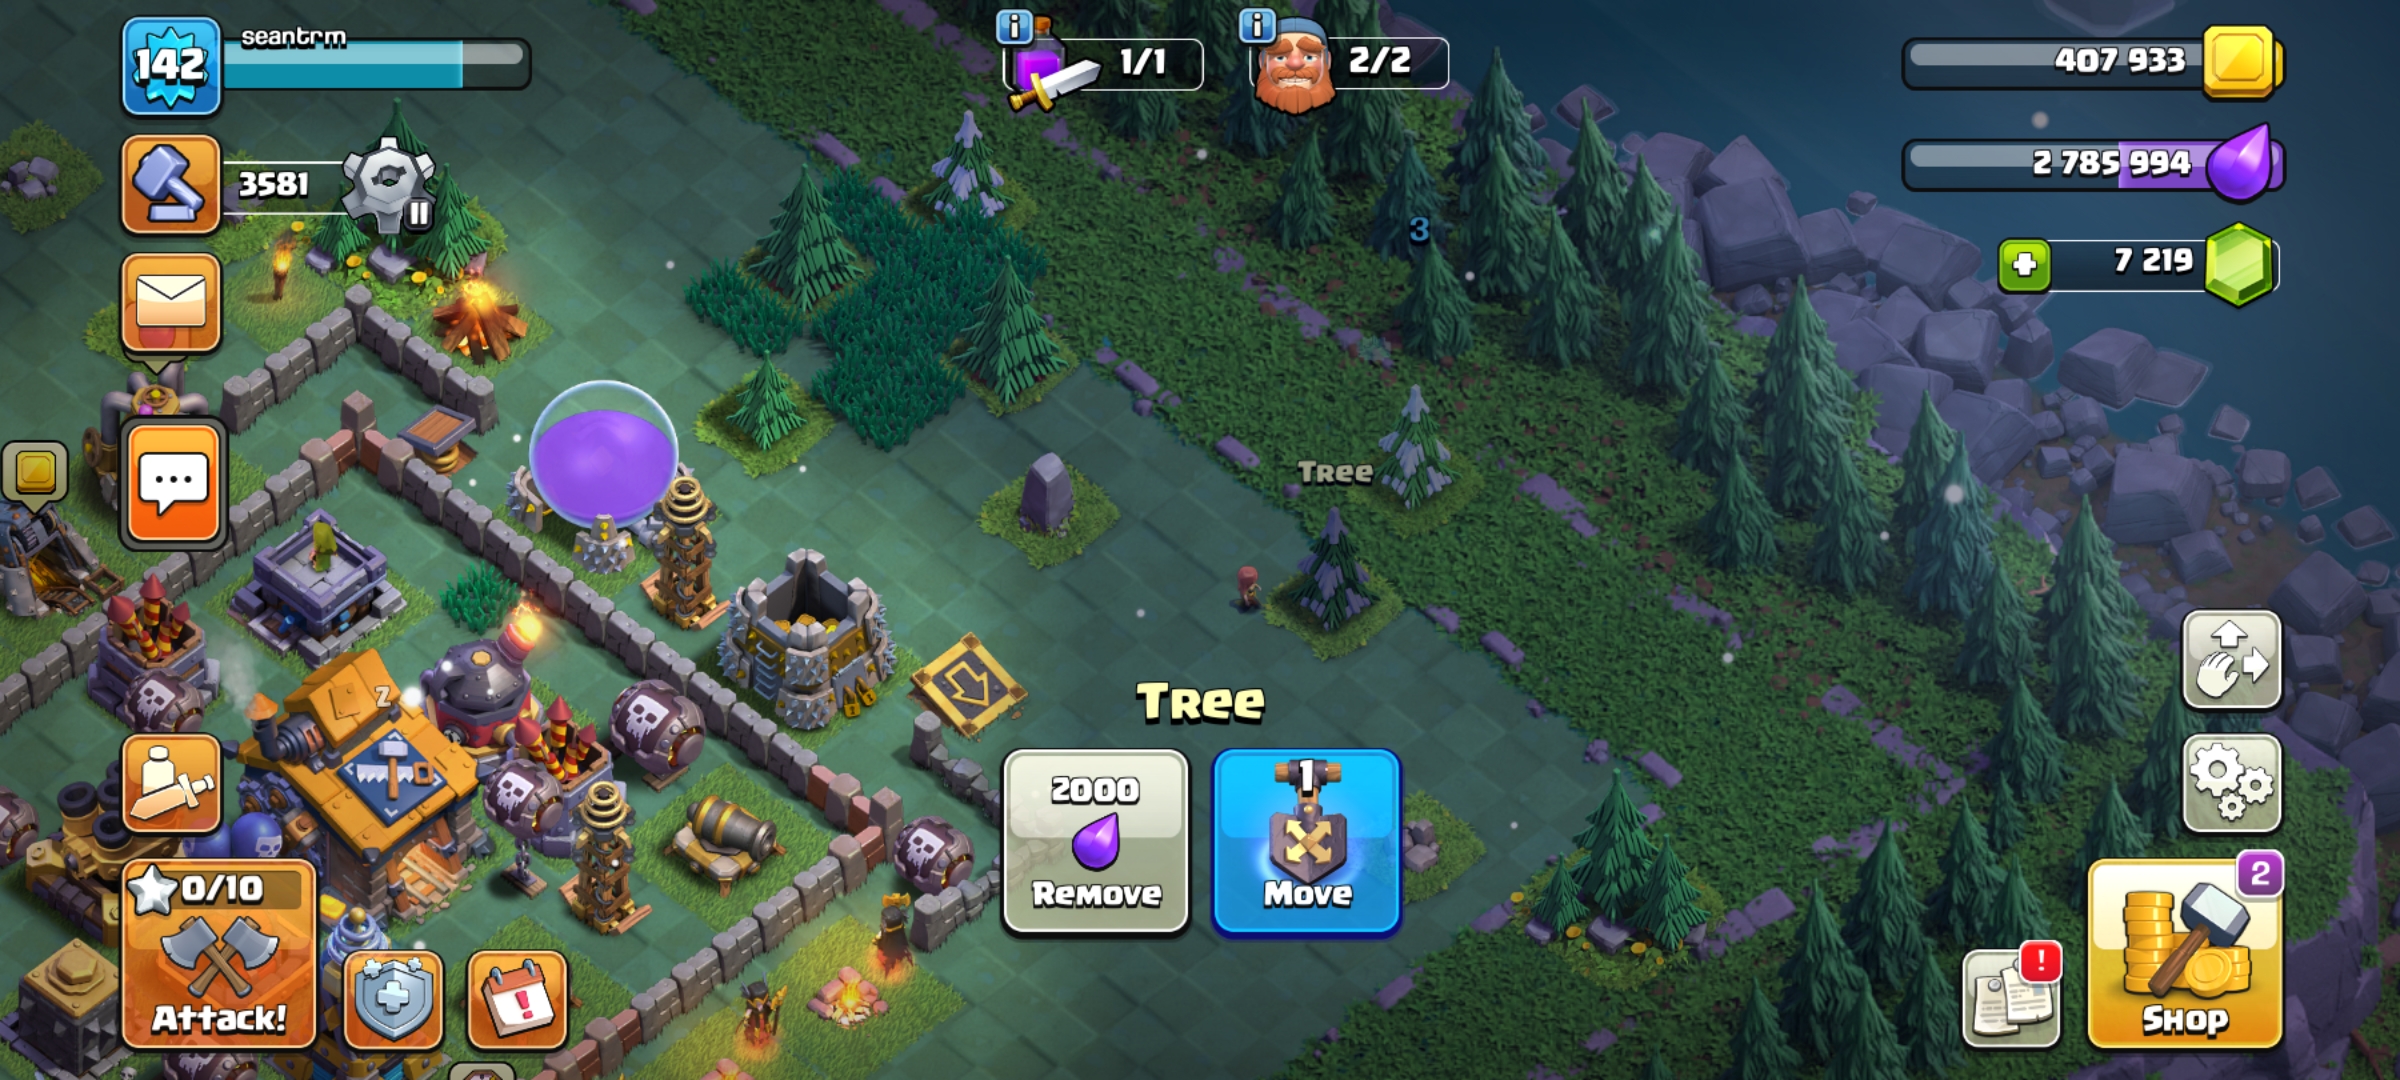 142
seantrm
1/1
2/2
407 933
3581
2 785 994
3
7 219
Tree
z
Tree
2000
Remove
1
Move
0/10
Attack!
!
!
2
Shop